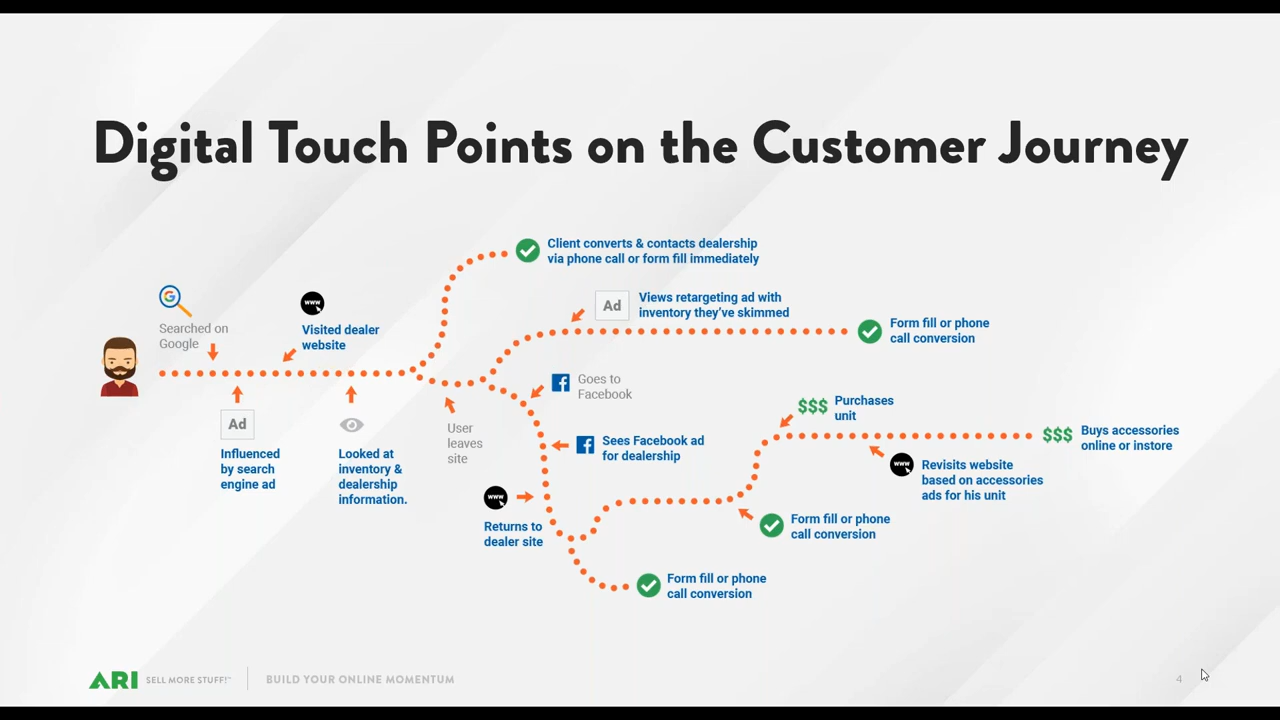 Digital Touch Points on the Customer Journey
Client converts & contacts dealership
via phone call or form fill immediately
G
Searched on
Google
www
Visited dealer
website
Ad
Views retargeting ad with
inventory they've skimmed
Form fill or phone
call conversion
Ad
Influenced
by search
engine ad
Looked at
inventory &
dealership
information.
User
leaves
site
f
Goes to
Facebook
f
Sees Facebook ad
for dealership
www
Returns to
dealer site
$$$
Purchases
unit
$$$
Buys accessories
online or instore
www
Revisits website
based on accessories
ads for his unit
Form fill or phone
call conversion
Form fill or phone
call conversion
ARI SELL MORE STUFF!™
BUILD YOUR ONLINE MOMENTUM
4